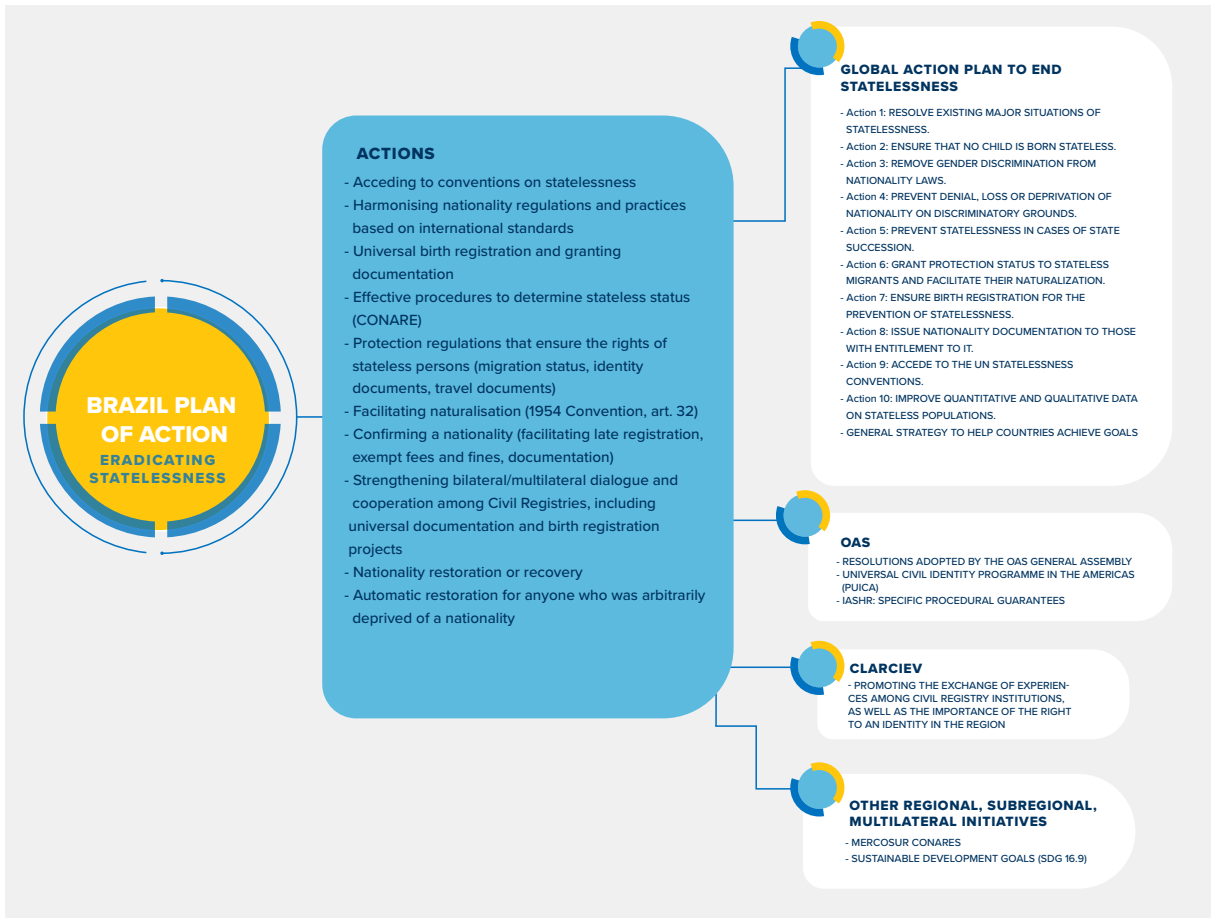 BRAZIL PLAN
OF ACTION
ERADICATING
STATELESSNESS
ACTIONS
- Acceding to conventions on statelessness
- Harmonising nationality regulations and practices
based on international standards
- Universal birth registration and granting
documentation
- Effective procedures to determine stateless status
(CONARE)
- Protection regulations that ensure the rights of
stateless persons (migration status, identity
documents, travel documents)
- Facilitating naturalisation (1954 Convention, art. 32)
- Confirming a nationality (facilitating late registration,
exempt fees and fines, documentation)
- Strengthening bilateral/multilateral dialogue and
cooperation among Civil Registries, including
universal documentation and birth registration
projects
- Nationality restoration or recovery
- Automatic restoration for anyone who was arbitrarily
deprived of a nationality
GLOBAL ACTION PLAN TO END
STATELESSNESS
- Action 1: RESOLVE EXISTING MAJOR SITUATIONS OF
STATELESSNESS.
- Action 2: ENSURE THAT NO CHILD IS BORN STATELESS.
- Action 3: REMOVE GENDER DISCRIMINATION FROM
NATIONALITY LAWS.
- Action 4: PREVENT DENIAL, LOSS OR DEPRIVATION OF
NATIONALITY ON DISCRIMINATORY GROUNDS.
- Action 5: PREVENT STATELESSNESS IN CASES OF STATE
SUCCESSION.
- Action 6: GRANT PROTECTION STATUS TO STATELESS
MIGRANTS AND FACILITATE THEIR NATURALIZATION.
- Action 7: ENSURE BIRTH REGISTRATION FOR THE
PREVENTION OF STATELESSNESS.
- Action 8: ISSUE NATIONALITY DOCUMENTATION TO THOSE
WITH ENTITLEMENT TO IT.
- Action 9: ACCEDE TO THE UN STATELESSNESS
CONVENTIONS.
- Action 10: IMPROVE QUANTITATIVE AND QUALITATIVE DATA
ON STATELESS POPULATIONS.
- GENERAL STRATEGY TO HELP COUNTRIES ACHIEVE GOALS
OAS
- RESOLUTIONS ADOPTED BY THE OAS GENERAL ASSEMBLY
- UNIVERSAL CIVIL IDENTITY PROGRAMME IN THE AMERICAS
(PUICA)
- IASHR: SPECIFIC PROCEDURAL GUARANTEES
CLARCIEV
- PROMOTING THE EXCHANGE OF EXPERIEN-
CES AMONG CIVIL REGISTRY INSTITUTIONS,
AS WELL AS THE IMPORTANCE OF THE RIGHT
TO AN IDENTITY IN THE REGION
OTHER REGIONAL, SUBREGIONAL,
MULTILATERAL INITIATIVES
- MERCOSUR CONARES
- SUSTAINABLE DEVELOPMENT GOALS (SDG 16.9)